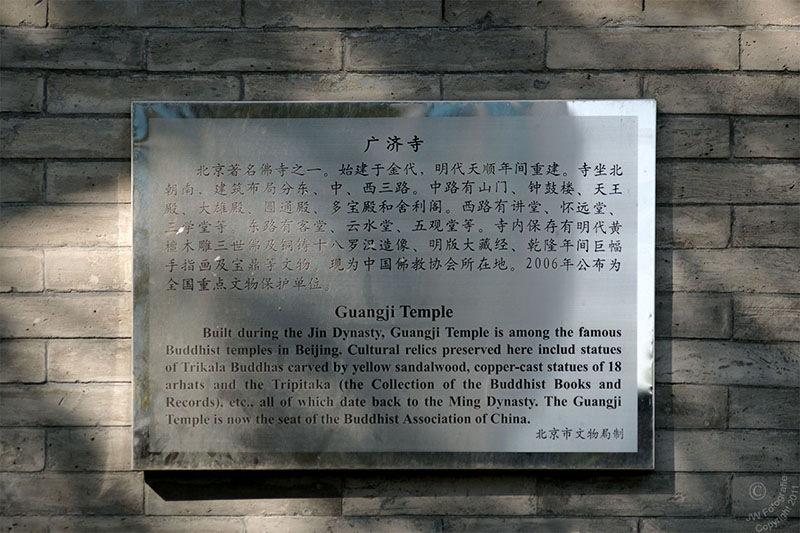 广济寺
北京著名佛寺之一。始建于金代，明代天顺年间重建。寺坐北
朝南，建筑布局分东、中、西三路。中路有山门、钟鼓楼、天王
殿、大雄殿、圆通殿、多宝殿和舍利阁。西路有讲堂、怀远堂、
三学堂等，东路有客堂、云水堂、五观堂等。寺内保存有明代黄
檀木雕三世佛及铜铸十八罗汉造像、明版大藏经、乾隆年间巨幅
手指画及宝鼎等文物。现为中国佛教协会所在地。2006年公布为
全国重点文物保护单位。
Guangji Temple
Built during the Jin Dynasty, Guangji Temple is among the famous
Buddhist temples in Beijing. Cultural relics preserved here includ statues
of Trikala Buddhas carved by yellow sandalwood, copper-cast statues of 18
arhats and the Tripitaka (the Collection of the Buddhist Books and
Records), etc., all of which date back to the Ming Dynasty. The Guangji
Temple is now the seat of the Buddhist Association of China.
北京市文物局制
©
JW Fotografie
Copyright 2011